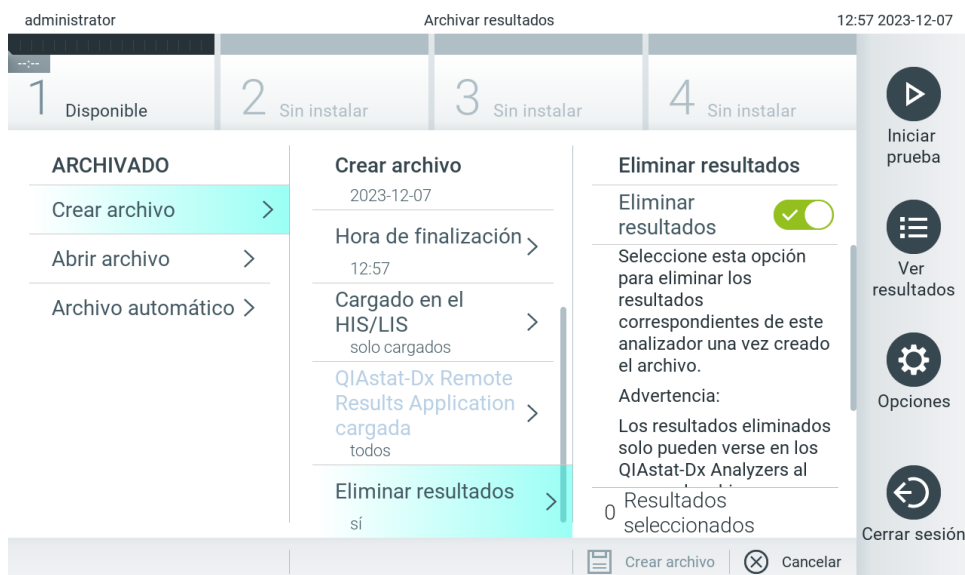 administrator
Archivar resultados
12:57 2023-12-07
--:--
1 Disponible
2 Sin instalar
3 Sin instalar
4 Sin instalar
ARCHIVADO
Crear archivo
Abrir archivo
Archivo automático
Crear archivo
2023-12-07
Hora de finalización
12:57
Cargado en el
HIS/LIS
solo cargados
QIAstat-Dx Remote
Results Application
cargada
todos
Eliminar resultados
sí
Eliminar resultados
Eliminar
resultados
Seleccione esta opción
para eliminar los
resultados
correspondientes de este
analizador una vez creado
el archivo.
Advertencia:
Los resultados eliminados
solo pueden verse en los
QIAstat-Dx Analyzers al
0 Resultados
seleccionados
Crear archivo
Cancelar
Iniciar
prueba
Ver
resultados
Opciones
Cerrar sesión